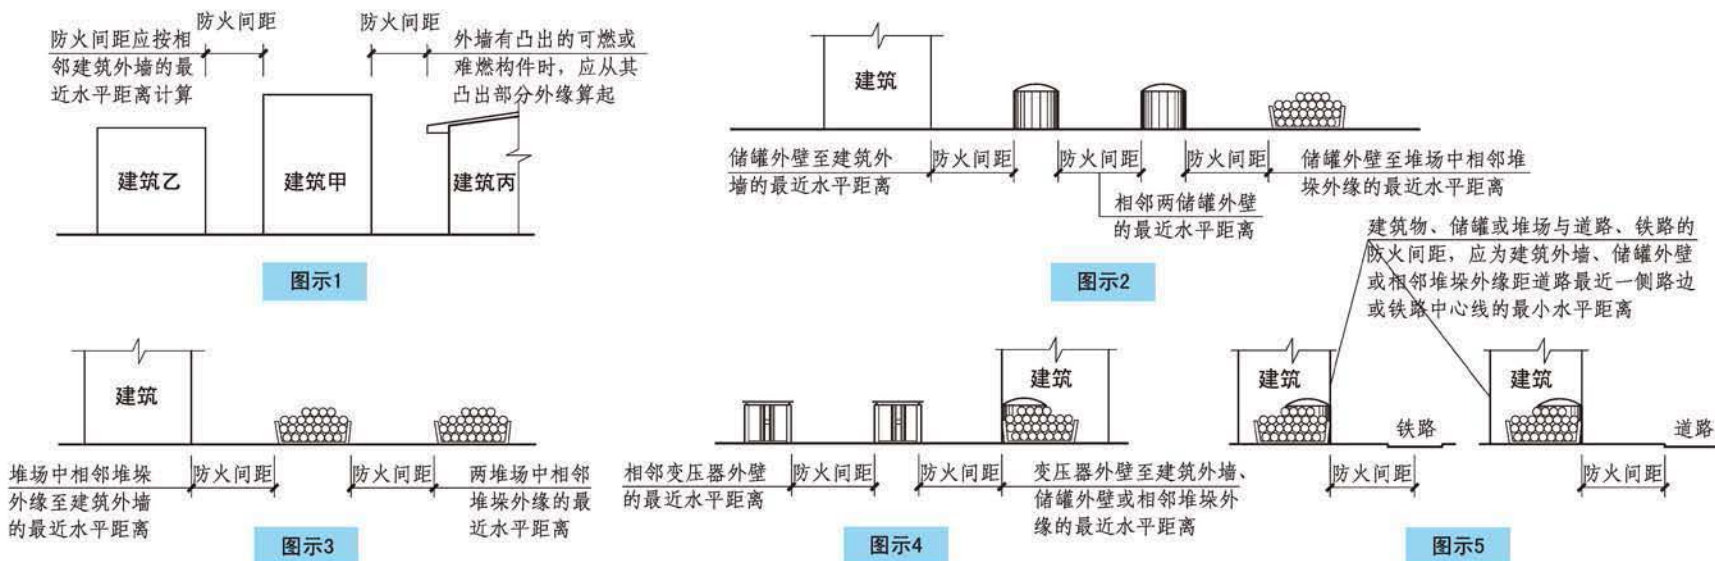 防火间距
防火间距
防火间距应按相
邻建筑外墙的最
近水平距离计算
外墙有凸出的可燃或
难燃构件时，应从其
凸出部分外缘算起
建筑乙
建筑甲
建筑丙
图示1
建筑
储罐外壁至建筑外
墙的最近水平距离
防火间距
防火间距
防火间距
相邻两储罐外壁
的最近水平距离
储罐外壁至堆场中相邻堆
垛外缘的最近水平距离
图示2
建筑
堆场中相邻堆垛
外缘至建筑外墙
的最近水平距离
防火间距
防火间距
两堆场中相邻
堆垛外缘的最
近水平距离
图示3
建筑
相邻变压器外壁
的最近水平距离
防火间距
防火间距
变压器外壁至建筑外墙、
储罐外壁或相邻堆垛外
缘的最近水平距离
图示4
建筑物、储罐或堆场与道路、铁路的
防火间距，应为建筑外墙、储罐外壁
或相邻堆垛外缘距道路最近一侧路边
或铁路中心线的最小水平距离
建筑
铁路
防火间距
建筑
道路
防火间距
图示5